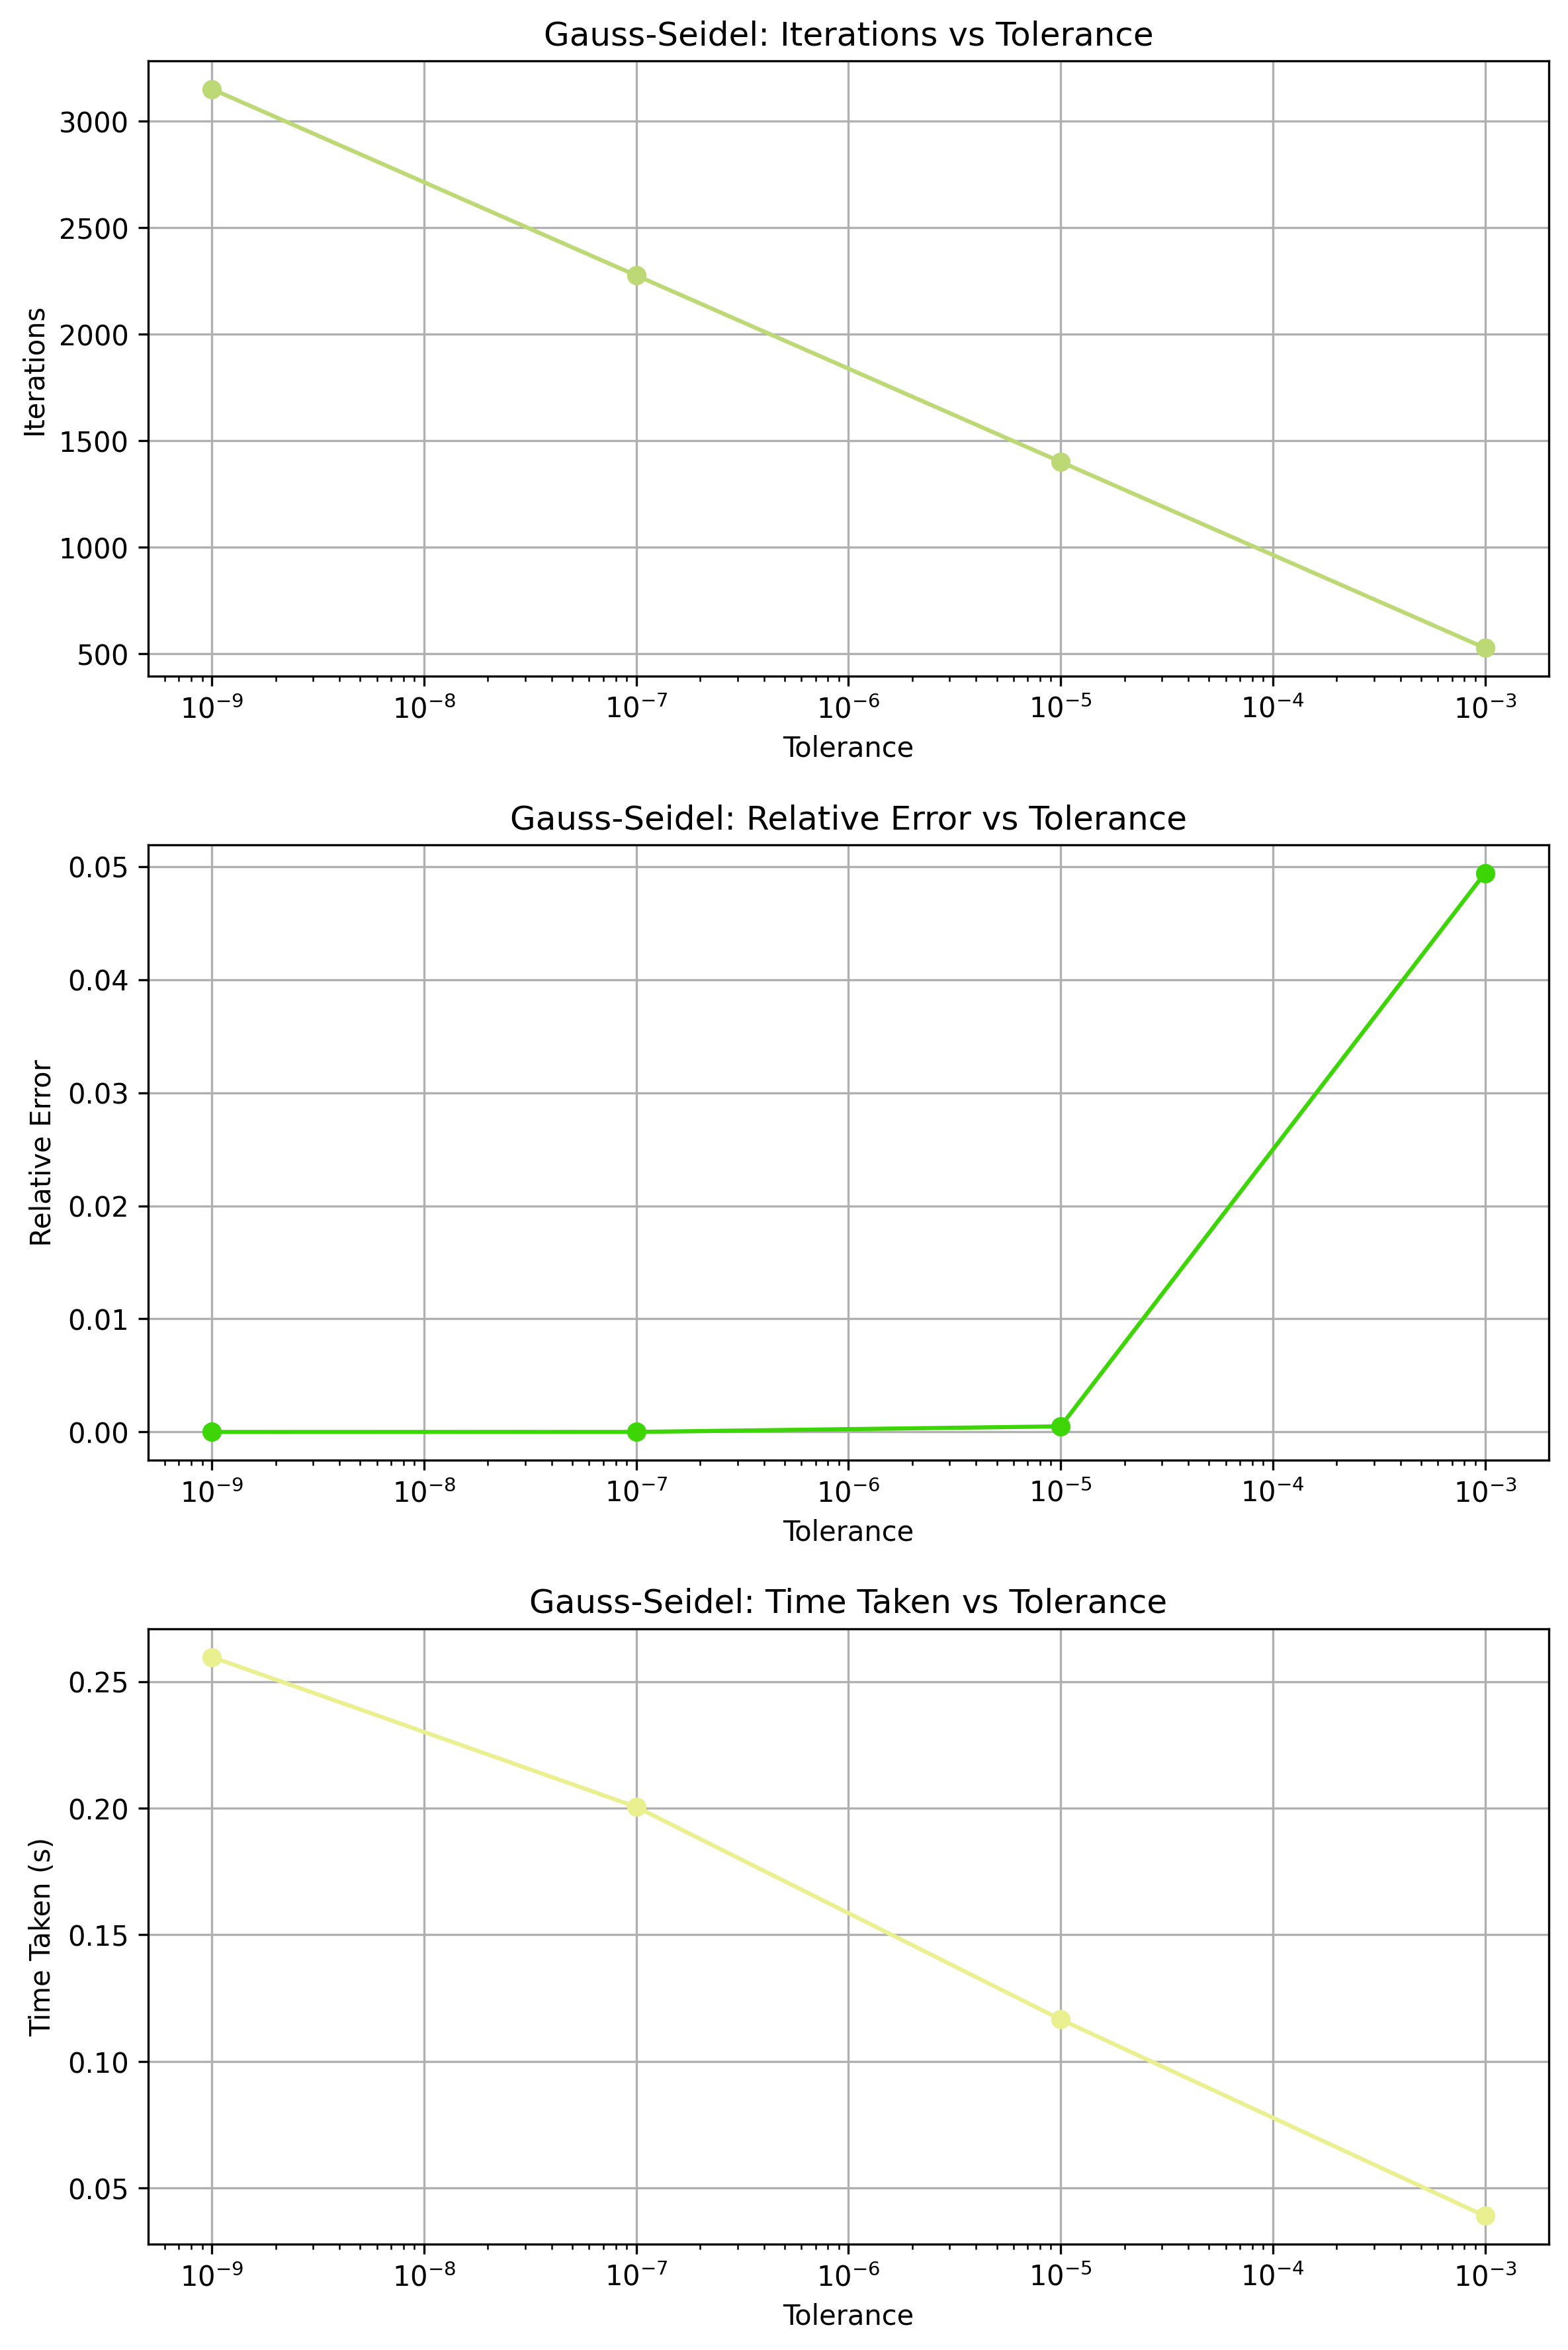 Gauss-Seidel: Iterations vs Tolerance
3000
2500
2000
1500
1000
500
Iterations
10⁻⁹ 10⁻⁸ 10⁻⁷ 10⁻⁶ 10⁻⁵ 10⁻⁴ 10⁻³
Tolerance
Gauss-Seidel: Relative Error vs Tolerance
0.05
0.04
0.03
0.02
0.01
0.00
Relative Error
10⁻⁹ 10⁻⁸ 10⁻⁷ 10⁻⁶ 10⁻⁵ 10⁻⁴ 10⁻³
Tolerance
Gauss-Seidel: Time Taken vs Tolerance
0.25
0.20
0.15
0.10
0.05
Time Taken (s)
10⁻⁹ 10⁻⁸ 10⁻⁷ 10⁻⁶ 10⁻⁵ 10⁻⁴ 10⁻³
Tolerance